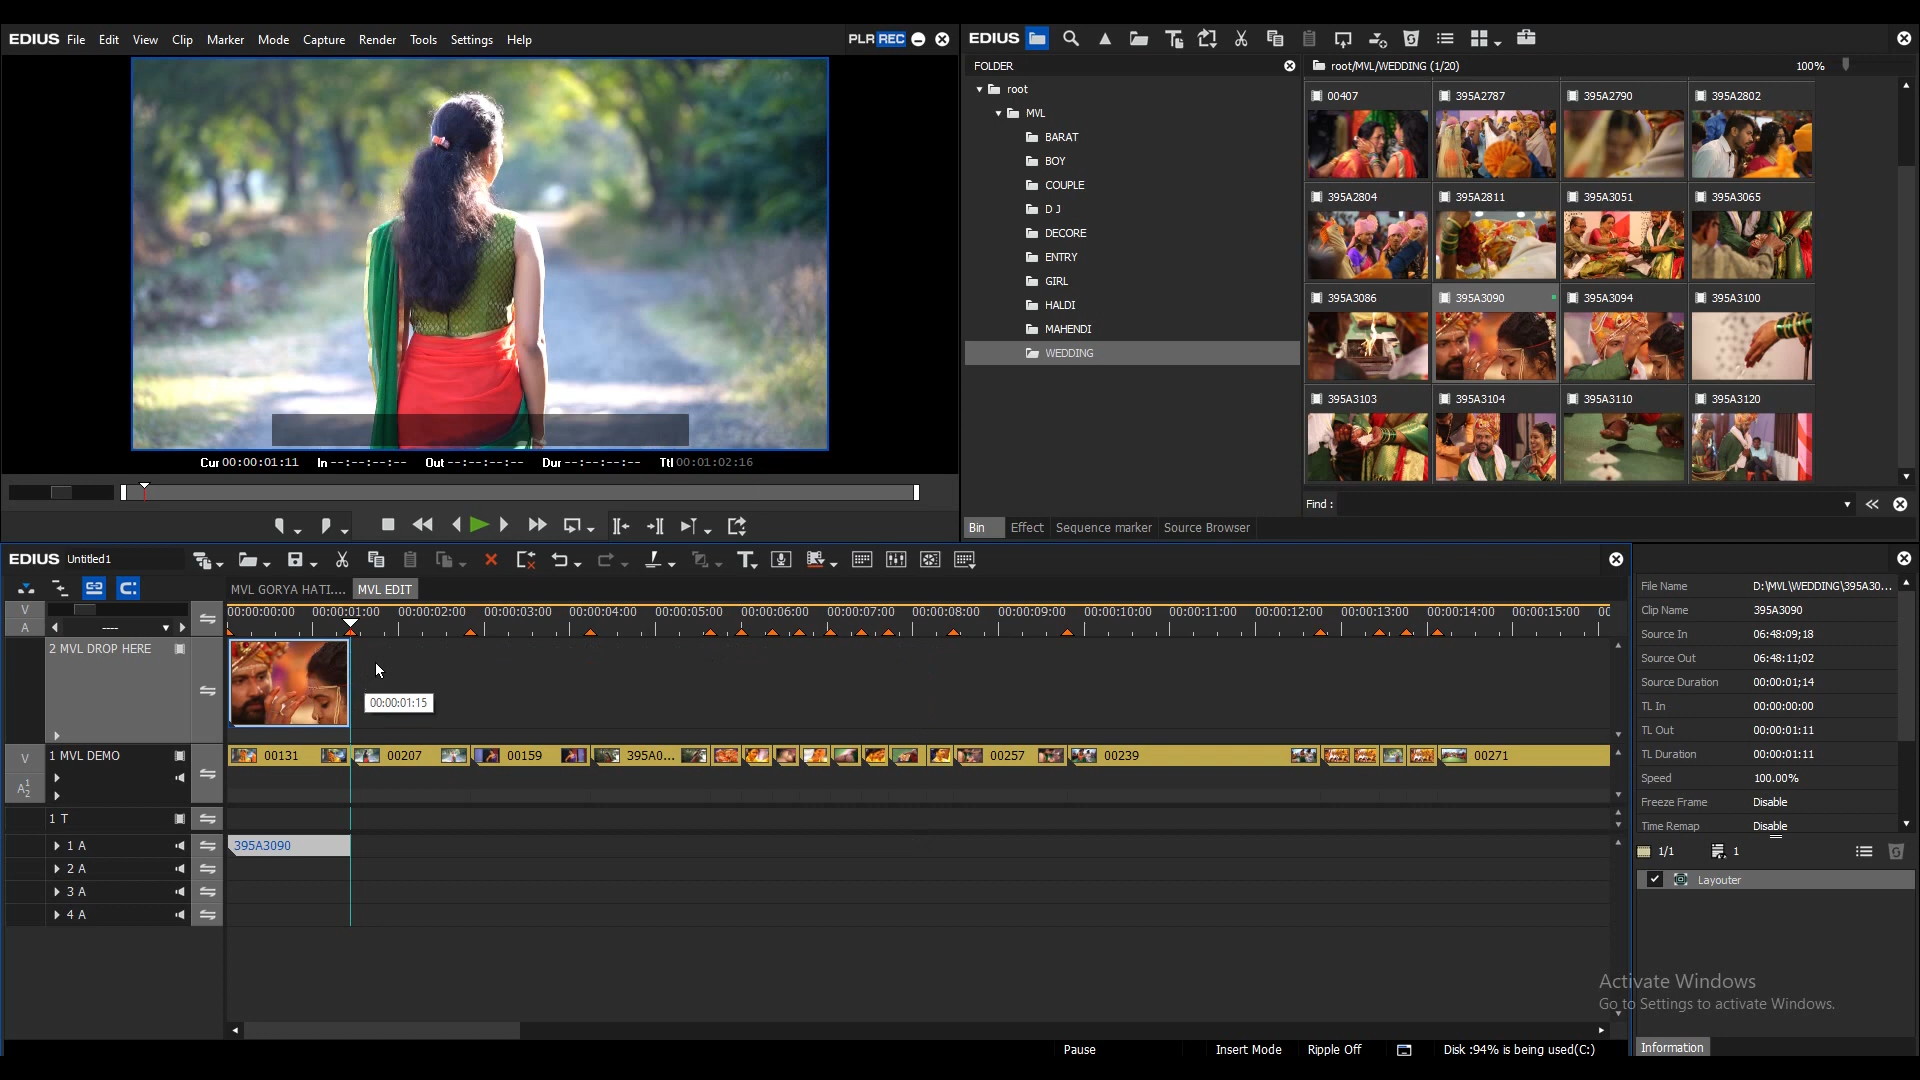 EDIUS File Edit View Clip Marker Mode Capture Render Tools Settings Help PLR REC
Cur 00:00:01:11 In --:--:--:-- Out --:--:--:-- Dur --:--:--:-- Ttl 00:01:02:16
EDIUS
FOLDER
root
MVL
BARAT
BOY
COUPLE
D J
DECORE
ENTRY
GIRL
HALDI
MAHENDI
WEDDING
root/MVL/WEDDING (1/20) 100%
00407 395A2787 395A2790 395A2802
395A2804 395A2811 395A3051 395A3065
395A3086 395A3090 395A3094 395A3100
395A3103 395A3104 395A3110 395A3120
Find :
Bin Effect Sequence marker Source Browser
EDIUS Untitled1
MVL GORYA HATI.... MVL EDIT
V
A ----
00:00:00:00 00:00:01:00 00:00:02:00 00:00:03:00 00:00:04:00 00:00:05:00 00:00:06:00 00:00:07:00 00:00:08:00 00:00:09:00 00:00:10:00 00:00:11:00 00:00:12:00 00:00:13:00 00:00:14:00 00:00:15:00 00
2 MVL DROP HERE
00:00:01:15
V 1 MVL DEMO
A12
00131 00207 00159 395A0... 00257 00239 00271
1 T
1 A 395A3090
2 A
3 A
4 A
File Name D:\MVL\WEDDING\395A30...
Clip Name 395A3090
Source In 06:48:09;18
Source Out 06:48:11;02
Source Duration 00:00:01;14
TL In 00:00:00:00
TL Out 00:00:01:11
TL Duration 00:00:01:11
Speed 100.00%
Freeze Frame Disable
Time Remap Disable
1/1 1
Layouter
Activate Windows
Go to Settings to activate Windows.
Information
Pause Insert Mode Ripple Off Disk :94% is being used(C:)